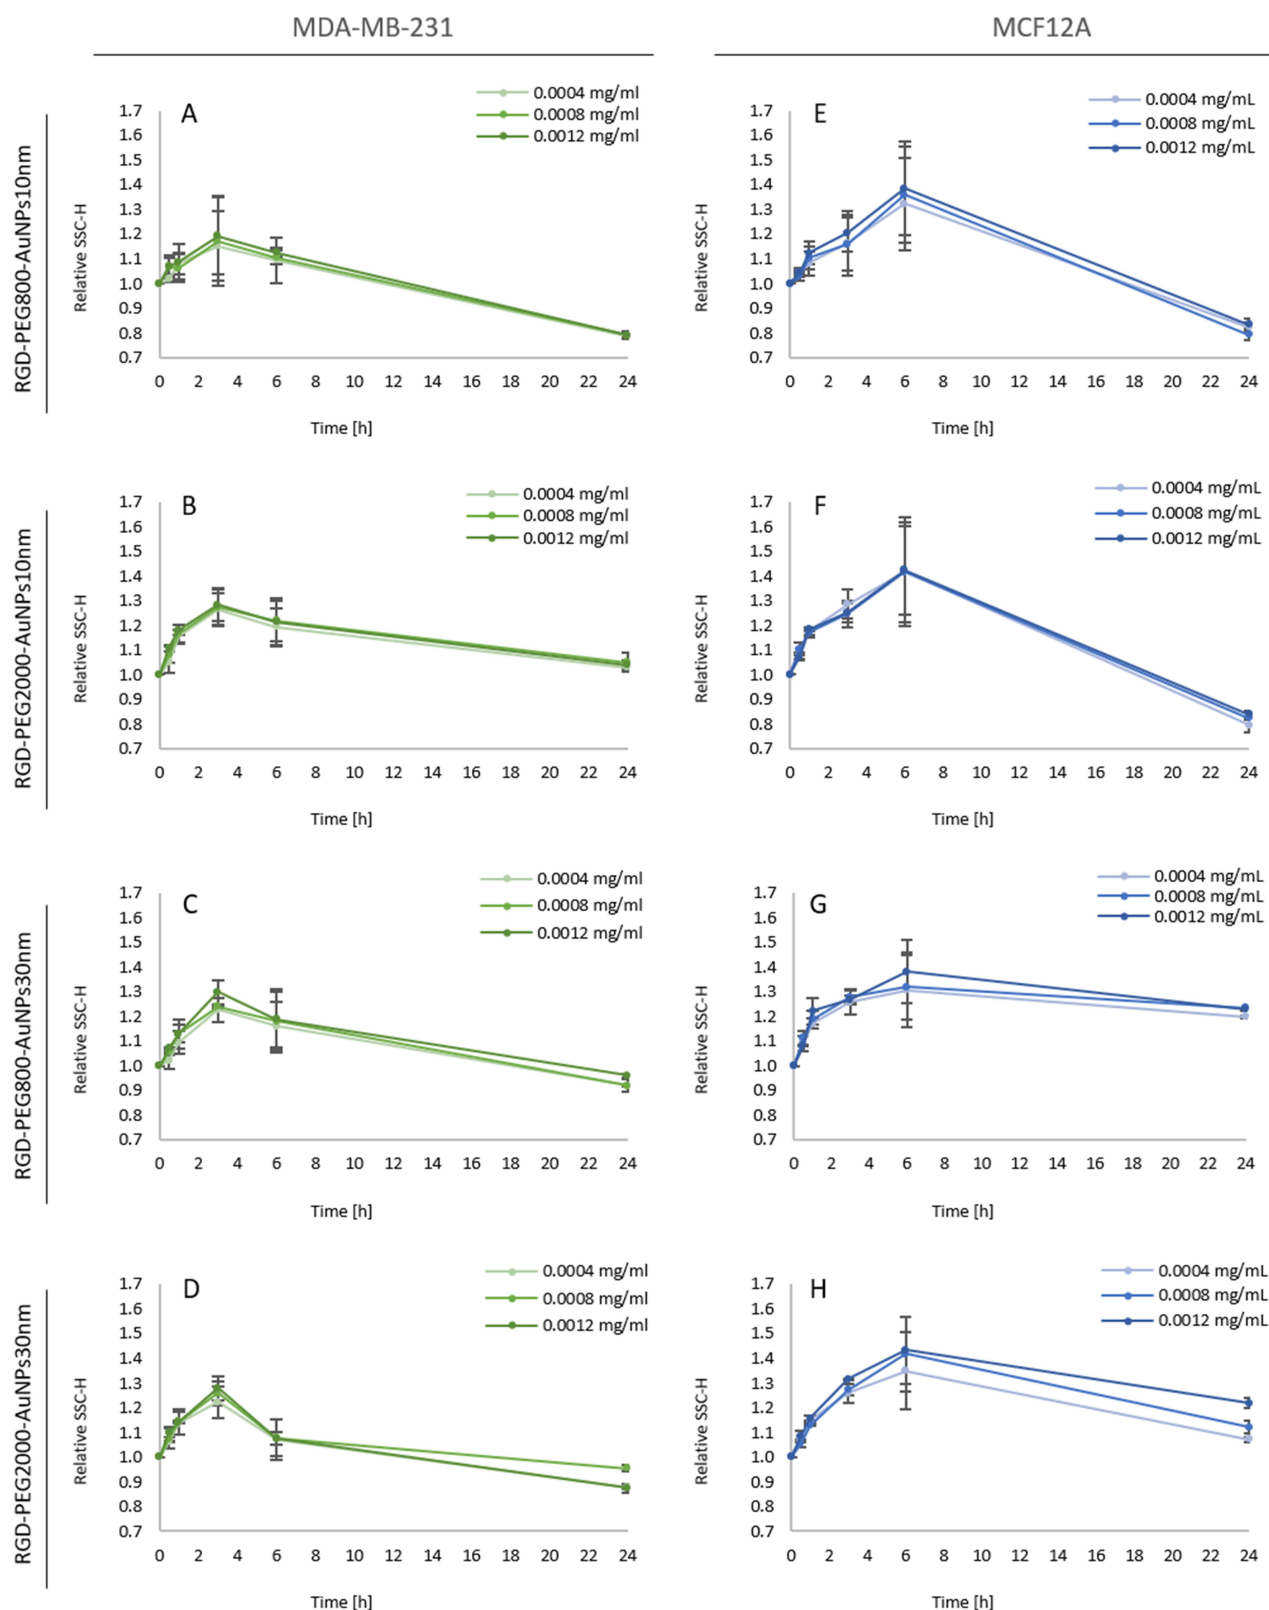 MDA-MB-231
MCF12A
RGD-PEG800-AuNPs10nm
A
0.0004 mg/ml
0.0008 mg/ml
0.0012 mg/ml
Relative SSC-H
1.7
1.6
1.5
1.4
1.3
1.2
1.1
1.0
0.9
0.8
0.7
0 2 4 6 8 10 12 14 16 18 20 22 24
Time [h]
E
0.0004 mg/mL
0.0008 mg/mL
0.0012 mg/mL
Relative SSC-H
1.7
1.6
1.5
1.4
1.3
1.2
1.1
1.0
0.9
0.8
0.7
0 2 4 6 8 10 12 14 16 18 20 22 24
Time [h]
RGD-PEG2000-AuNPs10nm
B
0.0004 mg/ml
0.0008 mg/ml
0.0012 mg/ml
Relative SSC-H
1.7
1.6
1.5
1.4
1.3
1.2
1.1
1.0
0.9
0.8
0.7
0 2 4 6 8 10 12 14 16 18 20 22 24
Time [h]
F
0.0004 mg/mL
0.0008 mg/mL
0.0012 mg/mL
Relative SSC-H
1.7
1.6
1.5
1.4
1.3
1.2
1.1
1.0
0.9
0.8
0.7
0 2 4 6 8 10 12 14 16 18 20 22 24
Time [h]
RGD-PEG800-AuNPs30nm
C
0.0004 mg/ml
0.0008 mg/ml
0.0012 mg/ml
Relative SSC-H
1.7
1.6
1.5
1.4
1.3
1.2
1.1
1.0
0.9
0.8
0.7
0 2 4 6 8 10 12 14 16 18 20 22 24
Time [h]
G
0.0004 mg/mL
0.0008 mg/mL
0.0012 mg/mL
Relative SSC-H
1.7
1.6
1.5
1.4
1.3
1.2
1.1
1.0
0.9
0.8
0.7
0 2 4 6 8 10 12 14 16 18 20 22 24
Time [h]
RGD-PEG2000-AuNPs30nm
D
0.0004 mg/ml
0.0008 mg/ml
0.0012 mg/ml
Relative SSC-H
1.7
1.6
1.5
1.4
1.3
1.2
1.1
1.0
0.9
0.8
0.7
0 2 4 6 8 10 12 14 16 18 20 22 24
Time [h]
H
0.0004 mg/mL
0.0008 mg/mL
0.0012 mg/mL
Relative SSC-H
1.7
1.6
1.5
1.4
1.3
1.2
1.1
1.0
0.9
0.8
0.7
0 2 4 6 8 10 12 14 16 18 20 22 24
Time [h]